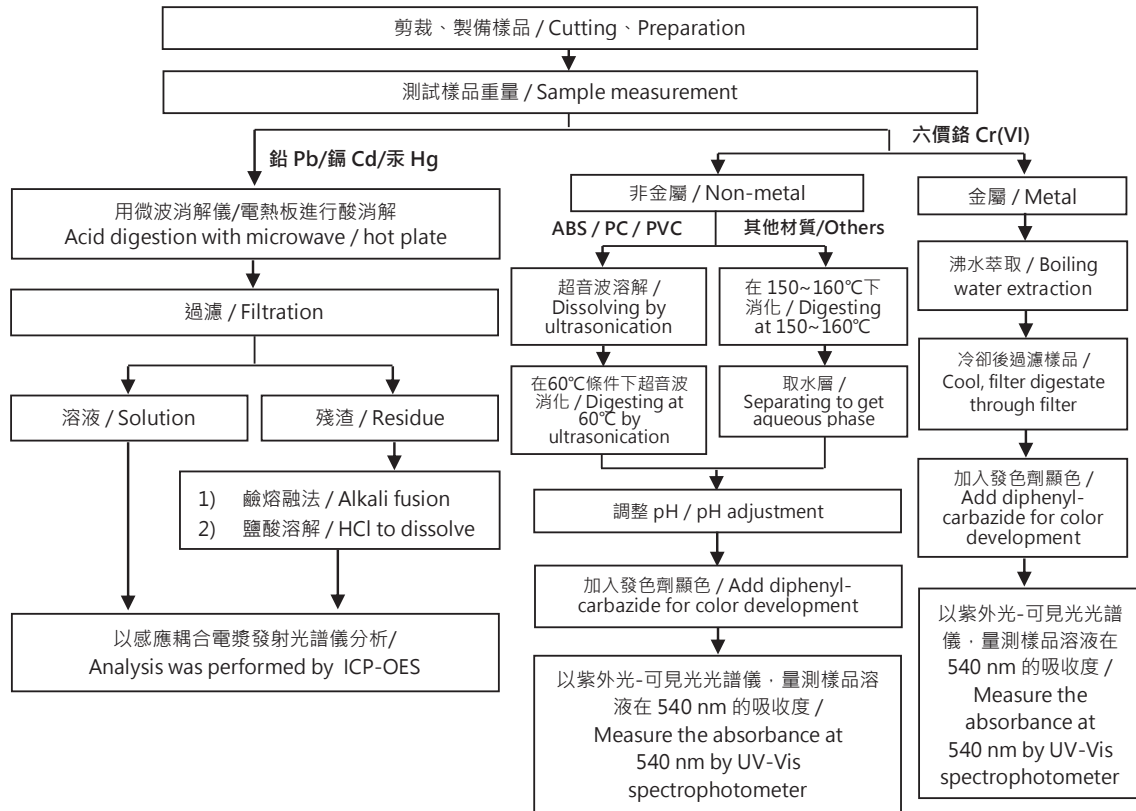 剪裁、製備樣品 / Cutting、Preparation
測試樣品重量 / Sample measurement
鉛 Pb/鎘 Cd/汞 Hg
六價鉻 Cr(VI)
用微波消解儀/電熱板進行酸消解
Acid digestion with microwave / hot plate
過濾 / Filtration
溶液 / Solution
殘渣 / Residue
1) 鹼熔融法 / Alkali fusion
2) 鹽酸溶解 / HCl to dissolve
以感應耦合電漿發射光譜儀分析/
Analysis was performed by ICP-OES
非金屬 / Non-metal
ABS / PC / PVC
其他材質/Others
超音波溶解 /
Dissolving by
ultrasonication
在 150~160℃下
消化 / Digesting
at 150~160℃
在60℃條件下超音波
消化 / Digesting at
60℃ by
ultrasonication
取水層 /
Separating to get
aqueous phase
調整 pH / pH adjustment
加入發色劑顯色 / Add diphenyl-
carbazide for color development
以紫外光-可見光光譜儀，量測樣品溶
液在 540 nm 的吸收度 /
Measure the absorbance at
540 nm by UV-Vis
spectrophotometer
金屬 / Metal
沸水萃取 / Boiling
water extraction
冷卻後過濾樣品 /
Cool, filter digestate
through filter
加入發色劑顯色 /
Add diphenyl-
carbazide for color
development
以紫外光-可見光光譜
儀，量測樣品溶液在
540 nm 的吸收度 /
Measure the
absorbance at
540 nm by UV-Vis
spectrophotometer